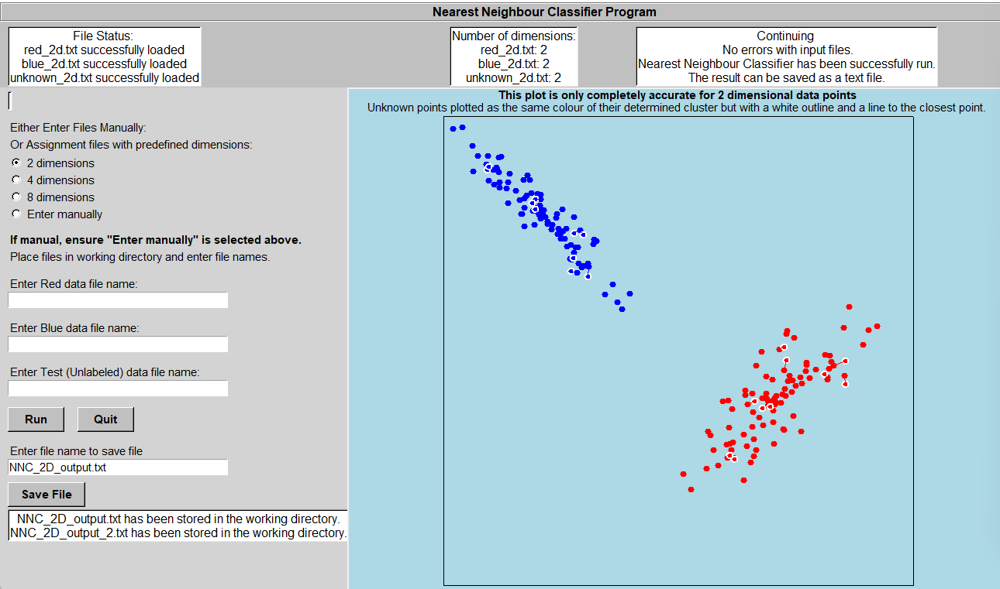 Nearest Neighbour Classifier Program
File Status:
red_2d.txt successfully loaded
blue_2d.txt successfully loaded
unknown_2d.txt successfully loaded
Number of dimensions:
red_2d.txt: 2
blue_2d.txt: 2
unknown_2d.txt: 2
Continuing
No errors with input files.
Nearest Neighbour Classifier has been successfully run.
The result can be saved as a text file.
Either Enter Files Manually:
Or Assignment files with predefined dimensions:
2 dimensions
4 dimensions
8 dimensions
Enter manually
If manual, ensure "Enter manually" is selected above.
Place files in working directory and enter file names.
Enter Red data file name:
Enter Blue data file name:
Enter Test (Unlabeled) data file name:
Run Quit
Enter file name to save file
NNC_2D_output.txt
Save File
NNC_2D_output.txt has been stored in the working directory.
NNC_2D_output_2.txt has been stored in the working directory.
This plot is only completely accurate for 2 dimensional data points
Unknown points plotted as the same colour of their determined cluster but with a white outline and a line to the closest point.